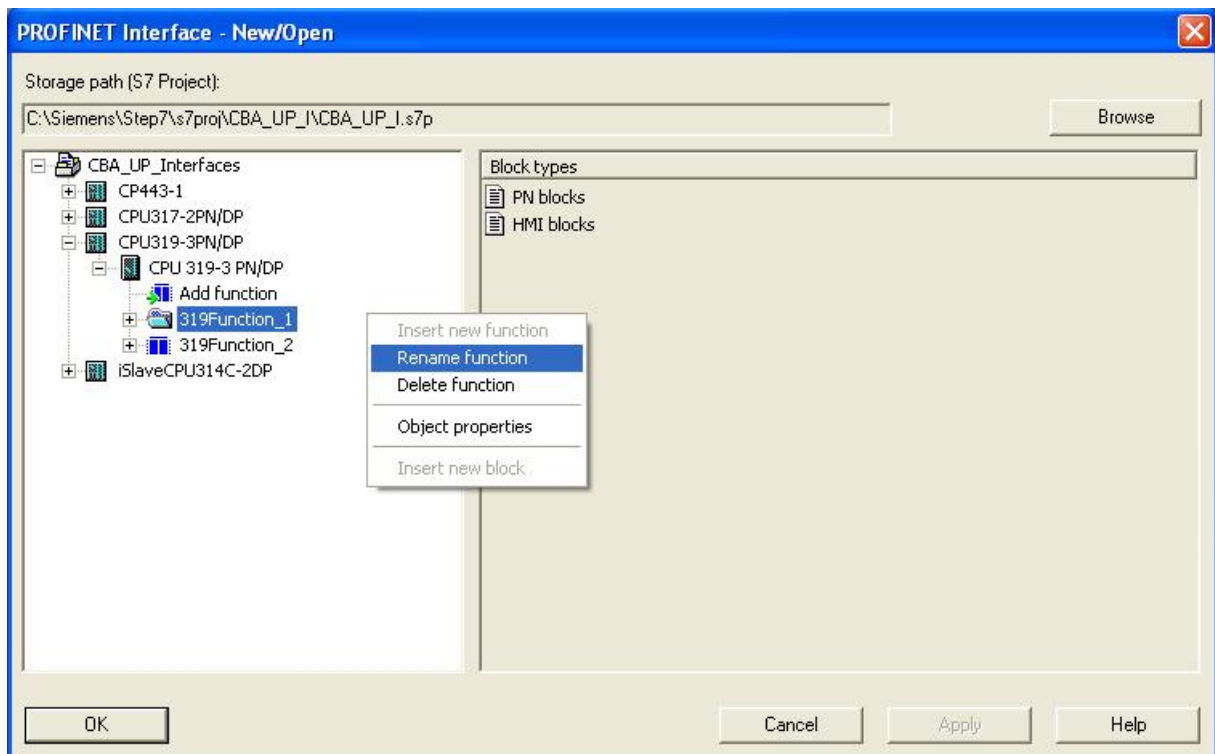 PROFINET Interface - New/Open
Storage path (S7 Project):
C:\Siemens\Step7\s7proj\CBA_UP_I\CBA_UP_I.s7p
Browse
CBA_UP_Interfaces
CP443-1
CPU317-2PN/DP
CPU319-3PN/DP
CPU 319-3 PN/DP
Add function
319Function_1
319Function_2
iSlaveCPU314C-2DP
Block types
PN blocks
HMI blocks
Insert new function
Rename function
Delete function
Object properties
Insert new block
OK
Cancel
Apply
Help